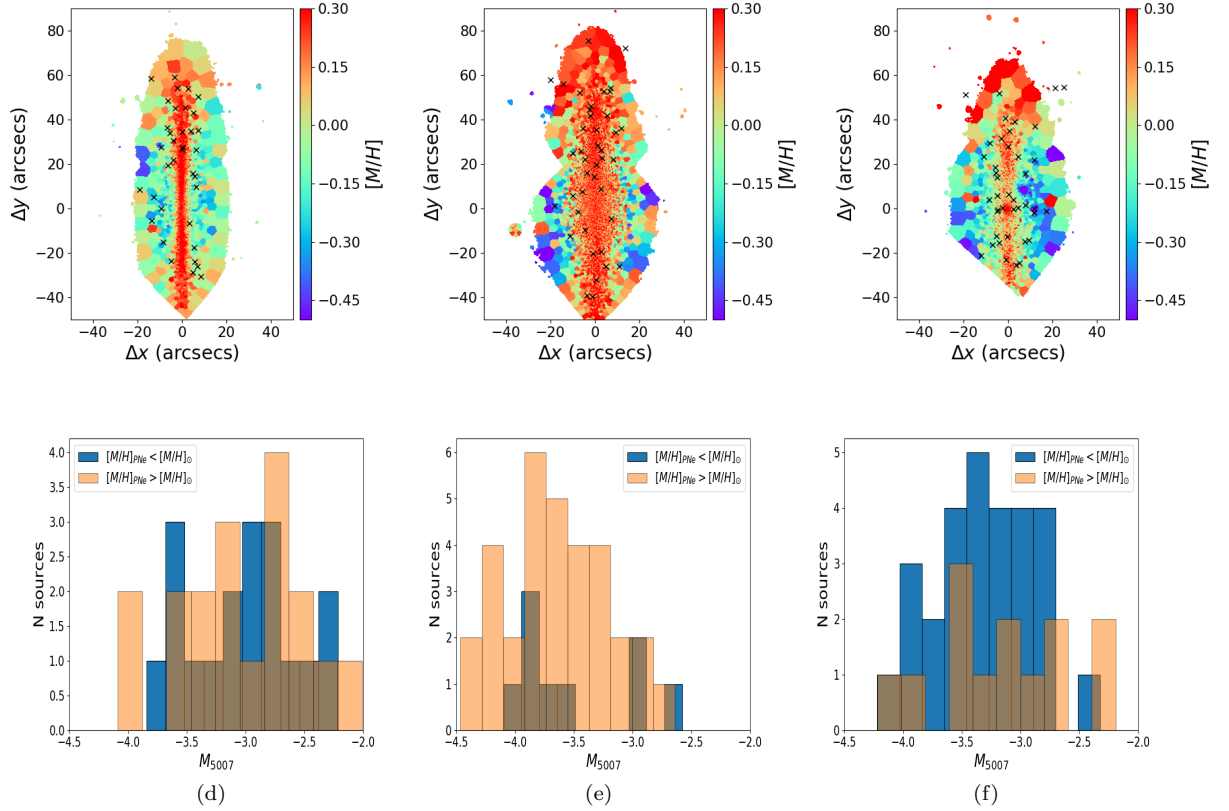 80
60
40
20
0
−20
−40
−40 −20 0 20 40
Δy (arcsecs)
Δx (arcsecs)
0.30
0.15
0.00
−0.15
−0.30
−0.45
[M/H]
80
60
40
20
0
−20
−40
−40 −20 0 20 40
Δy (arcsecs)
Δx (arcsecs)
0.30
0.15
0.00
−0.15
−0.30
−0.45
[M/H]
80
60
40
20
0
−20
−40
−40 −20 0 20 40
Δy (arcsecs)
Δx (arcsecs)
0.30
0.15
0.00
−0.15
−0.30
−0.45
[M/H]
[M/H]PNe < [M/H]⊙
[M/H]PNe > [M/H]⊙
4.0
3.5
3.0
2.5
2.0
1.5
1.0
0.5
0.0
N sources
−4.5 −4.0 −3.5 −3.0 −2.5 −2.0
M5007
(d)
[M/H]PNe < [M/H]⊙
[M/H]PNe > [M/H]⊙
6
5
4
3
2
1
0
N sources
−4.5 −4.0 −3.5 −3.0 −2.5 −2.0
M5007
(e)
[M/H]PNe < [M/H]⊙
[M/H]PNe > [M/H]⊙
5
4
3
2
1
0
N sources
−4.5 −4.0 −3.5 −3.0 −2.5 −2.0
M5007
(f)